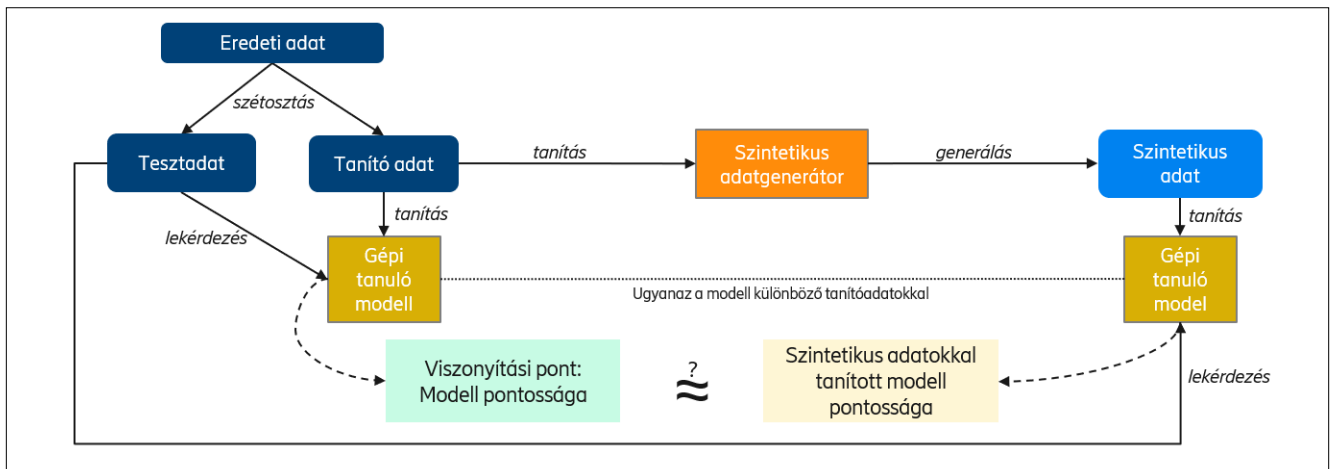 Eredeti adat
szétosztás
Tesztadat
Tanító adat
tanítás
Szintetikus
adatgenerátor
generálás
Szintetikus
adat
lekérdezés
tanítás
tanítás
Gépi
tanuló
modell
Ugyanaz a modell különböző tanítóadatokkal
Gépi
tanuló
model
Viszonyítási pont:
Modell pontossága
?
≈
Szintetikus adatokkal
tanított modell
pontossága
lekérdezés